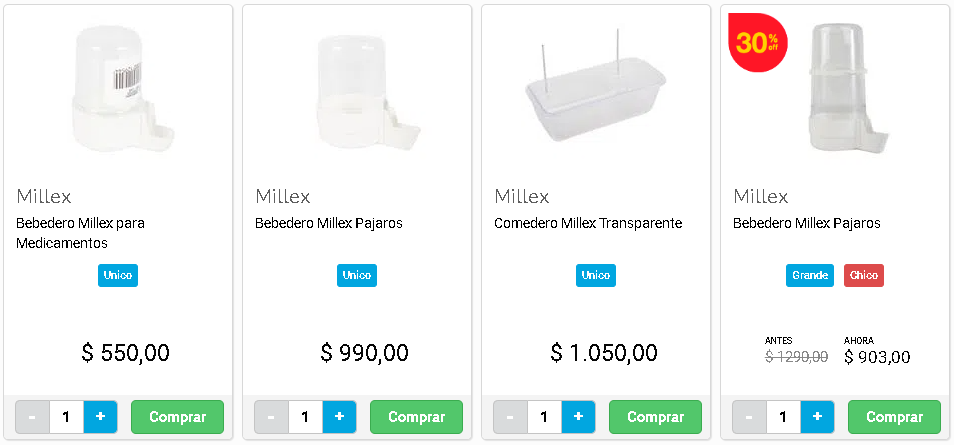 Millex
Bebedero Millex para
Medicamentos
Unico
$ 550,00
- 1 + Comprar
Millex
Bebedero Millex Pajaros
Unico
$ 990,00
- 1 + Comprar
Millex
Comedero Millex Transparente
Unico
$ 1.050,00
- 1 + Comprar
30% off
Millex
Bebedero Millex Pajaros
Grande Chico
ANTES AHORA
$ 1290,00 $ 903,00
- 1 + Comprar